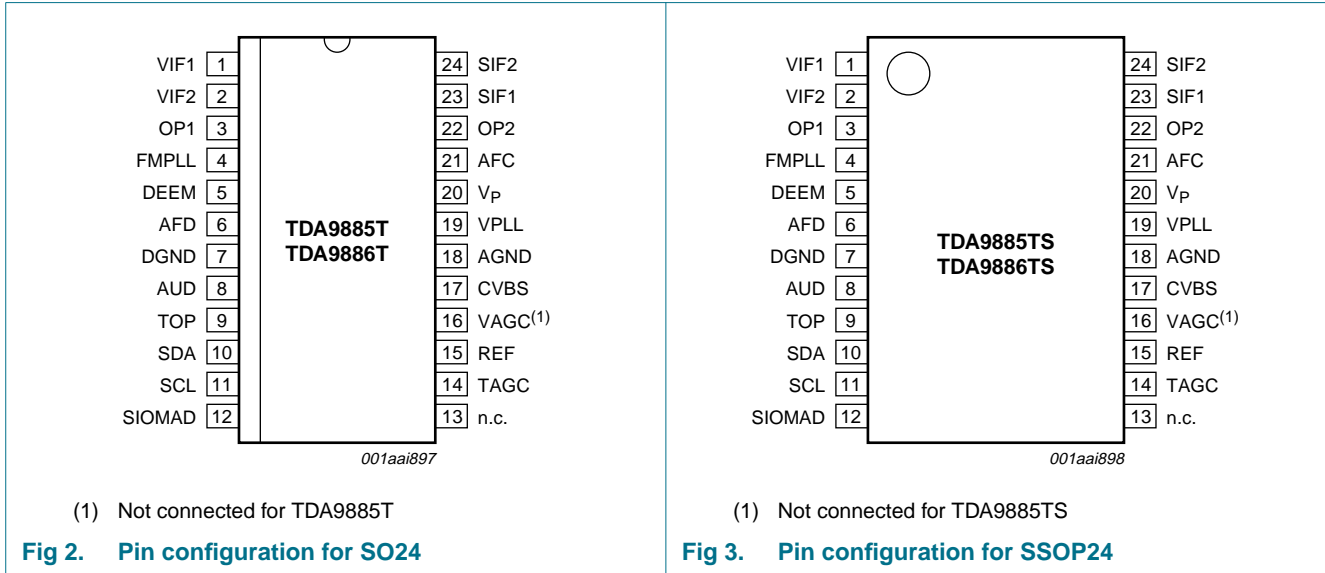 VIF1 1
VIF2 2
OP1 3
FMPLL 4
DEEM 5
AFD 6
DGND 7
AUD 8
TOP 9
SDA 10
SCL 11
SIOMAD 12
TDA9885T
TDA9886T
24 SIF2
23 SIF1
22 OP2
21 AFC
20 VP
19 VPLL
18 AGND
17 CVBS
16 VAGC(1)
15 REF
14 TAGC
13 n.c.
001aai897
(1) Not connected for TDA9885T
Fig 2. Pin configuration for SO24
VIF1 1
VIF2 2
OP1 3
FMPLL 4
DEEM 5
AFD 6
DGND 7
AUD 8
TOP 9
SDA 10
SCL 11
SIOMAD 12
TDA9885TS
TDA9886TS
24 SIF2
23 SIF1
22 OP2
21 AFC
20 VP
19 VPLL
18 AGND
17 CVBS
16 VAGC(1)
15 REF
14 TAGC
13 n.c.
001aai898
(1) Not connected for TDA9885TS
Fig 3. Pin configuration for SSOP24